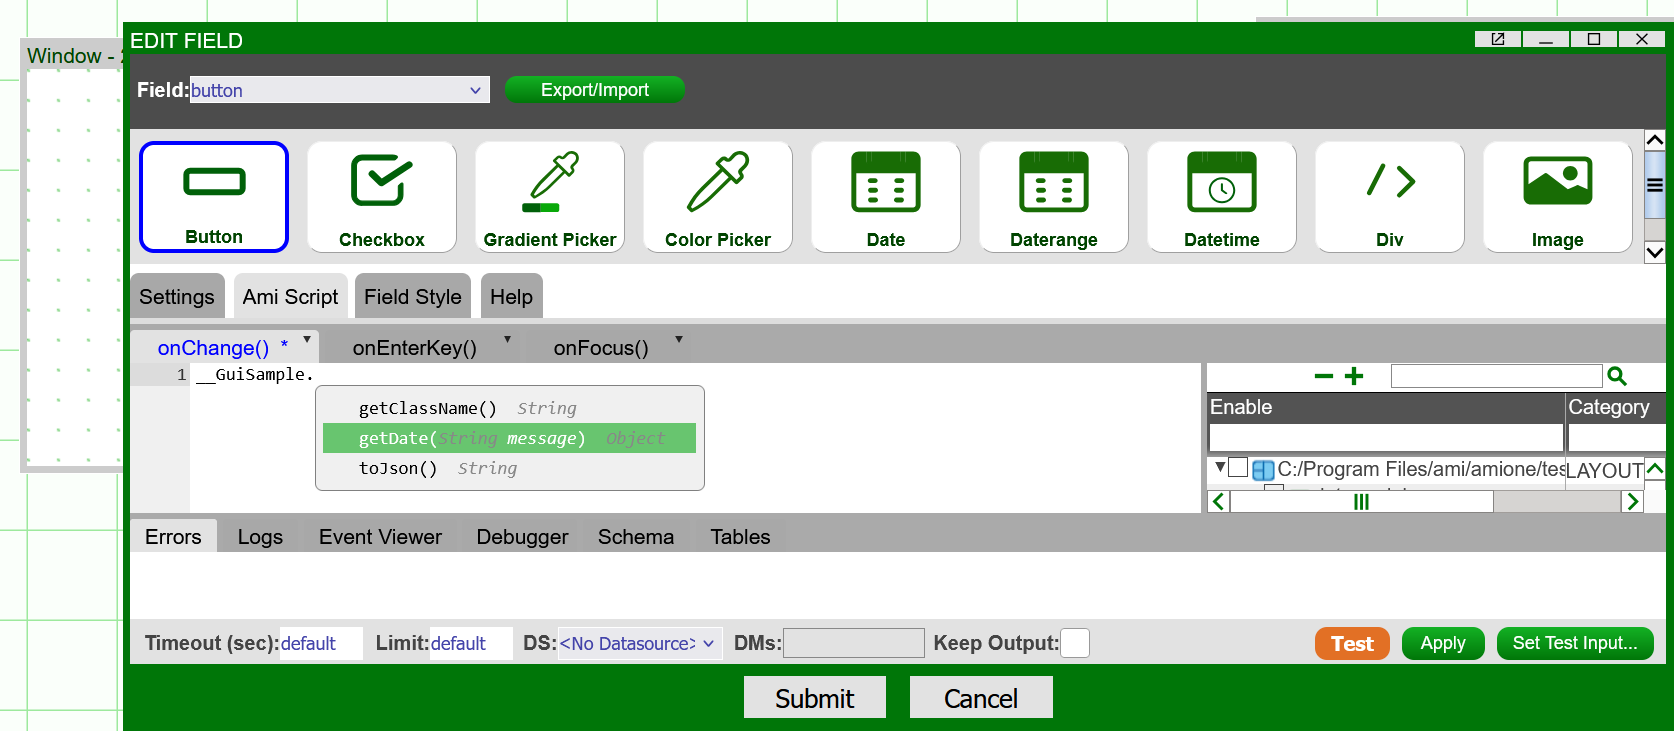 Window -
EDIT FIELD
Field: button
Export/Import
Button
Checkbox
Gradient Picker
Color Picker
Date
Daterange
Datetime
Div
Image
Settings
Ami Script
Field Style
Help
onChange() *
onEnterKey()
onFocus()
1 __GuiSample.
getClassName() String
getDate(String message) Object
toJson() String
Enable
Category
C:/Program Files/ami/amione/tes
LAYOUT
Errors
Logs
Event Viewer
Debugger
Schema
Tables
Timeout (sec): default
Limit: default
DS: <No Datasource>
DMs:
Keep Output:
Test
Apply
Set Test Input...
Submit
Cancel